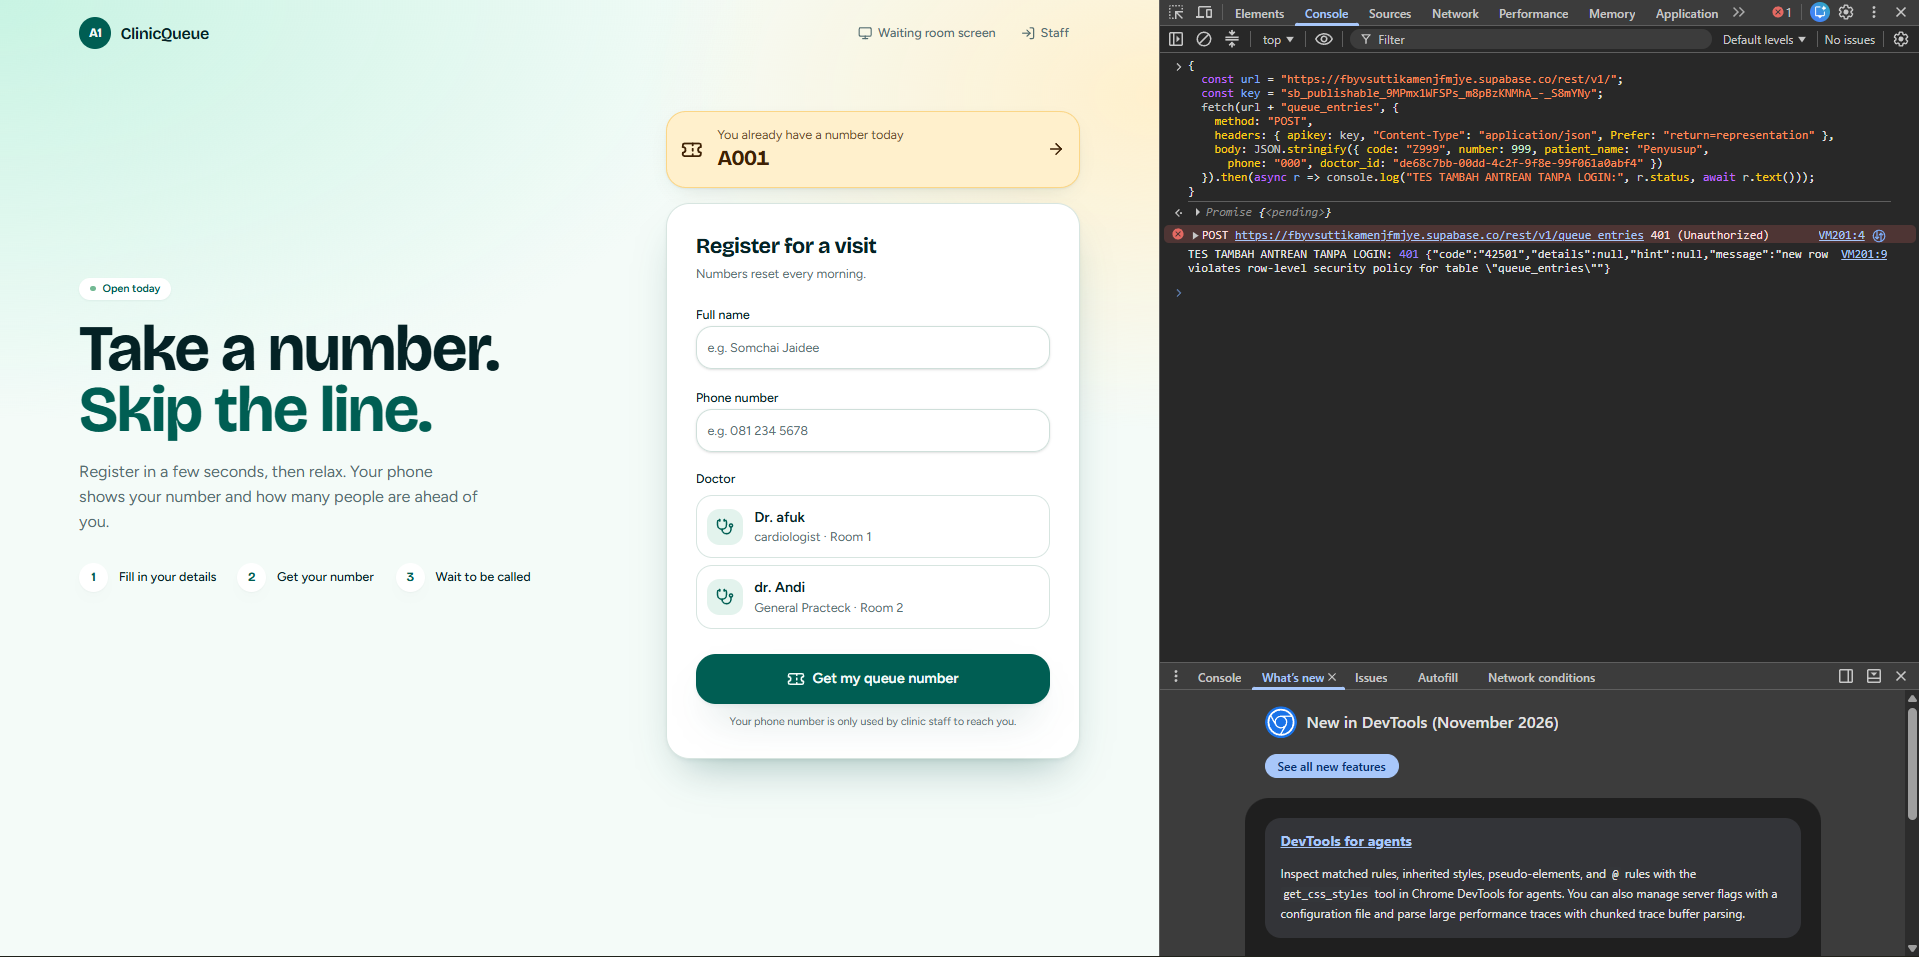 A1 ClinicQueue
Waiting room screen
Staff
You already have a number today
A001
Open today
Take a number.
Skip the line.
Register in a few seconds, then relax. Your phone
shows your number and how many people are ahead of
you.
1 Fill in your details
2 Get your number
3 Wait to be called
Register for a visit
Numbers reset every morning.
Full name
e.g. Somchai Jaidee
Phone number
e.g. 081 234 5678
Doctor
Dr. afuk
cardiologist · Room 1
dr. Andi
General Practeck · Room 2
Get my queue number
Your phone number is only used by clinic staff to reach you.
Elements Console Sources Network Performance Memory Application 1
top Filter Default levels No issues
{
const url = "https://fbyvsuttikamenjfmjye.supabase.co/rest/v1/";
const key = "sb_publishable_9MPmx1WFSPs_m8pBzKNMhA_-_S8mYNy";
fetch(url + "queue_entries", {
method: "POST",
headers: { apikey: key, "Content-Type": "application/json", Prefer: "return=representation" },
body: JSON.stringify({ code: "Z999", number: 999, patient_name: "Penyusup",
phone: "000", doctor_id: "de68c7bb-00dd-4c2f-9f8e-99f061a0abf4" })
}).then(async r => console.log("TES TAMBAH ANTREAN TANPA LOGIN:", r.status, await r.text()));
}
Promise {<pending>}
POST https://fbyvsuttikamenjfmjye.supabase.co/rest/v1/queue_entries 401 (Unauthorized) VM201:4
TES TAMBAH ANTREAN TANPA LOGIN: 401 {"code":"42501","details":null,"hint":null,"message":"new row VM201:9
violates row-level security policy for table \"queue_entries\""}
Console What's new Issues Autofill Network conditions
New in DevTools (November 2026)
See all new features
DevTools for agents
Inspect matched rules, inherited styles, pseudo-elements, and @ rules with the
get_css_styles tool in Chrome DevTools for agents. You can also manage server flags with a
configuration file and parse large performance traces with chunked trace buffer parsing.